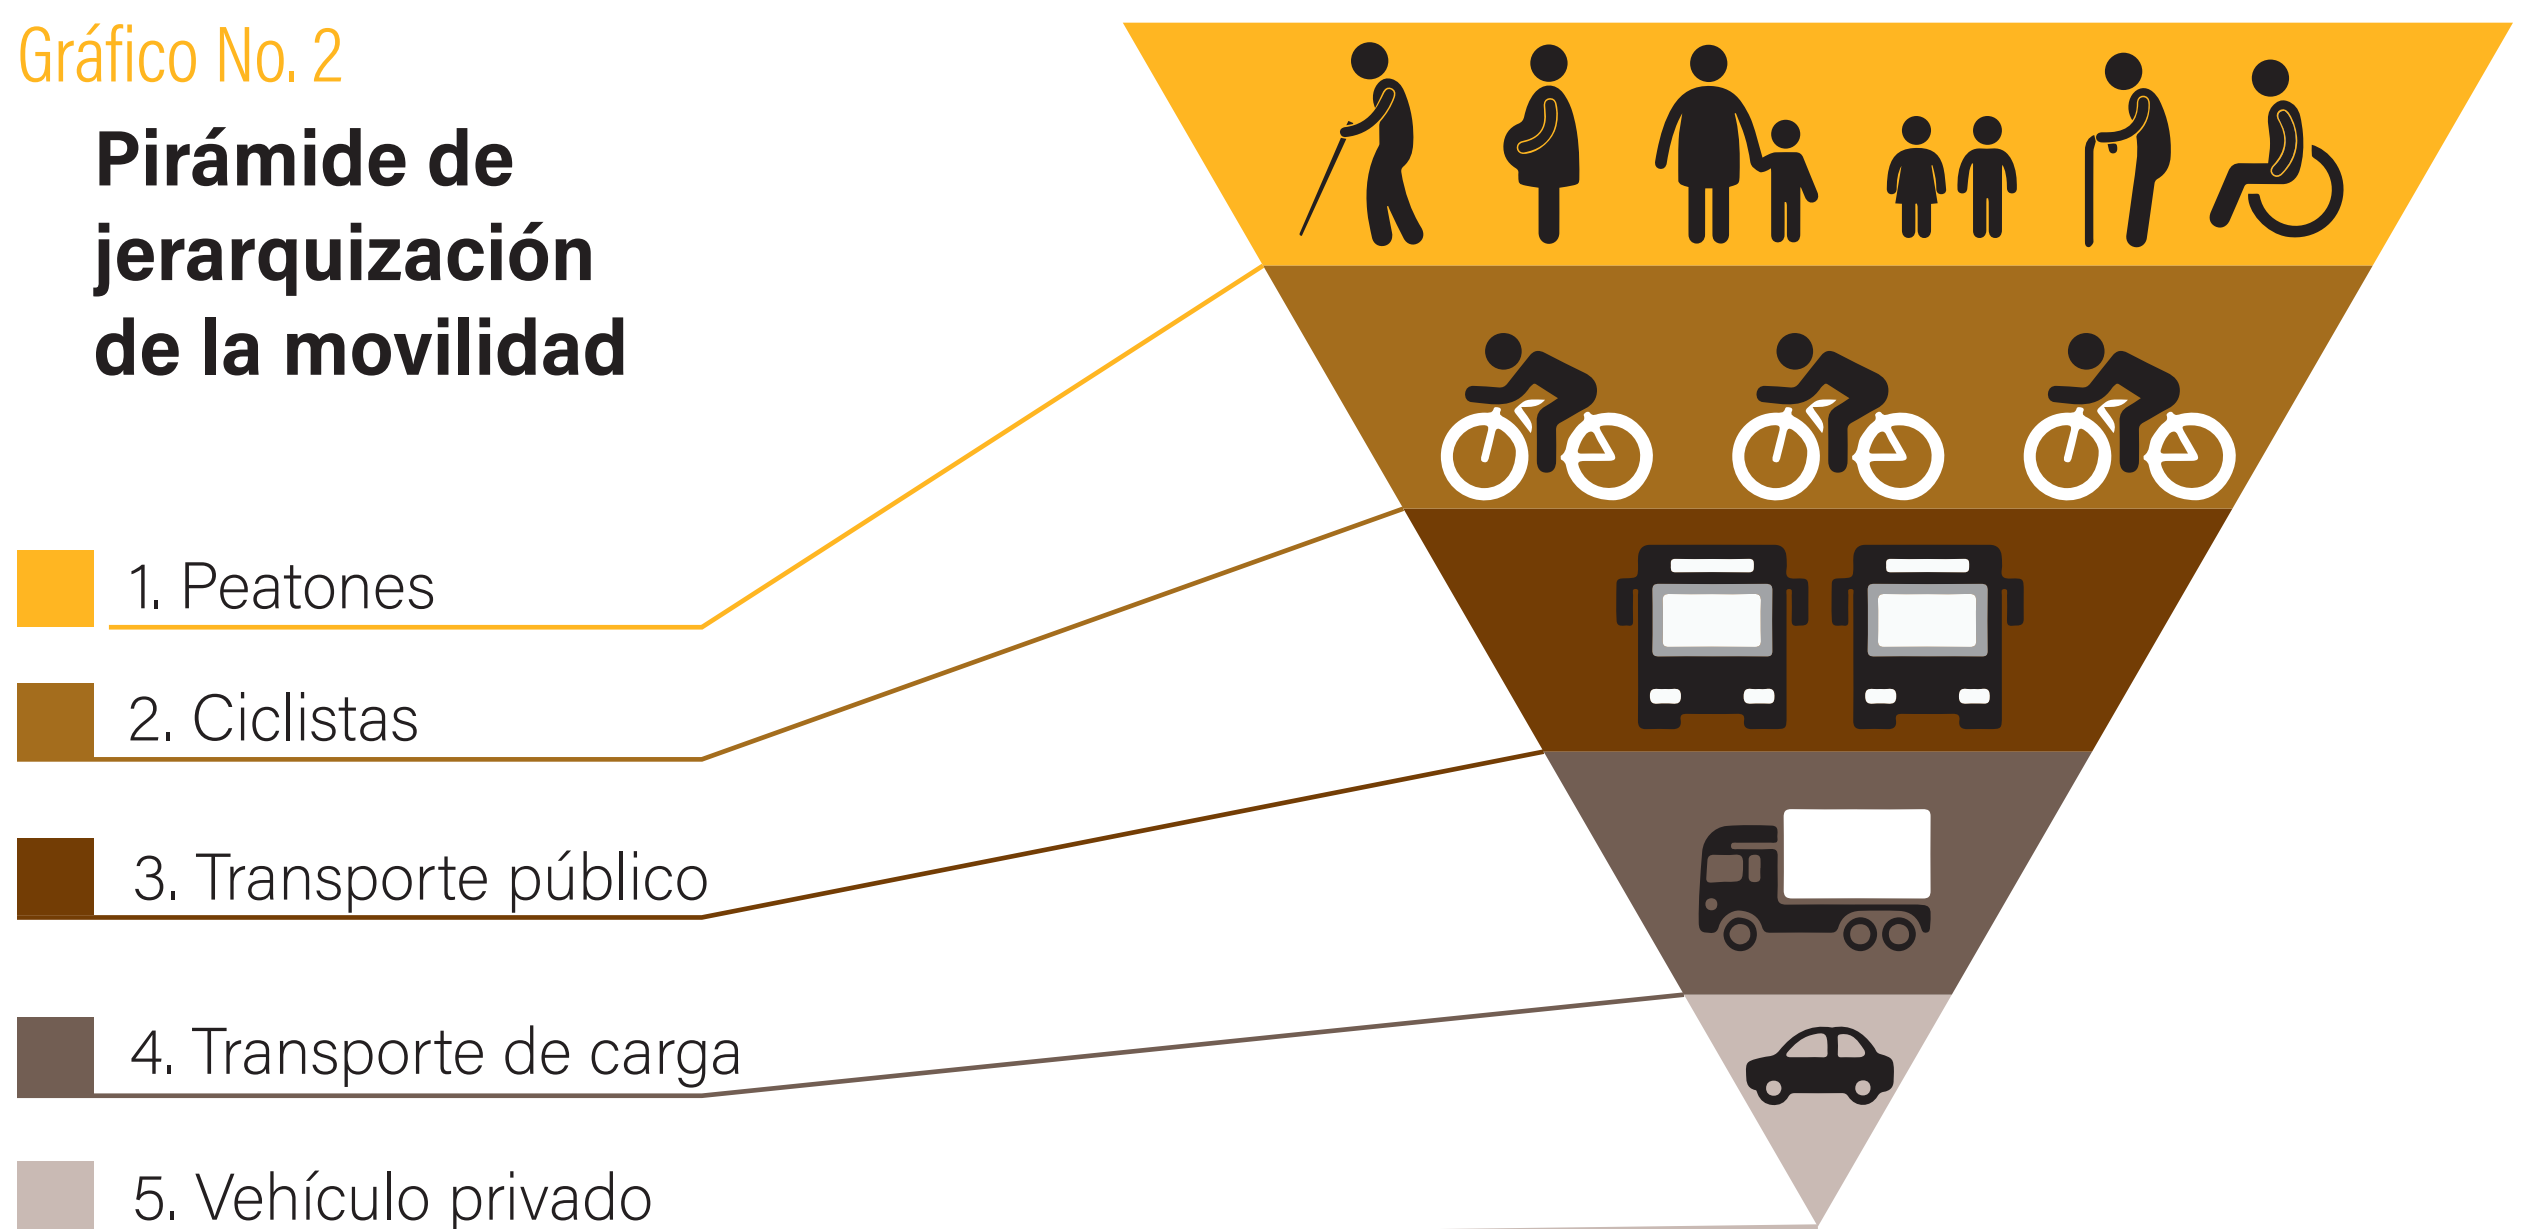 Gráfico No. 2
Pirámide de
jerarquización
de la movilidad
1. Peatones
2. Ciclistas
3. Transporte público
4. Transporte de carga
5. Vehículo privado